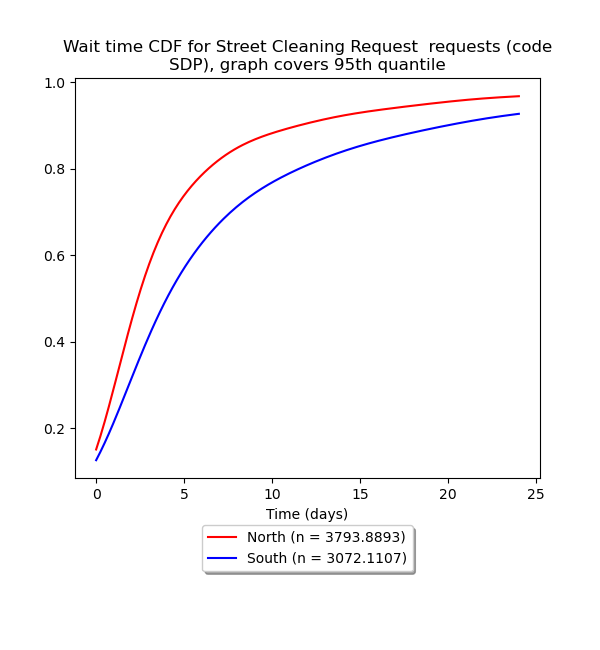 Wait time CDF for Street Cleaning Request  requests (code
SDP), graph covers 95th quantile
1.0
0.8
0.6
0.4
0.2
0 5 10 15 20 25
Time (days)
North (n = 3793.8893)
South (n = 3072.1107)